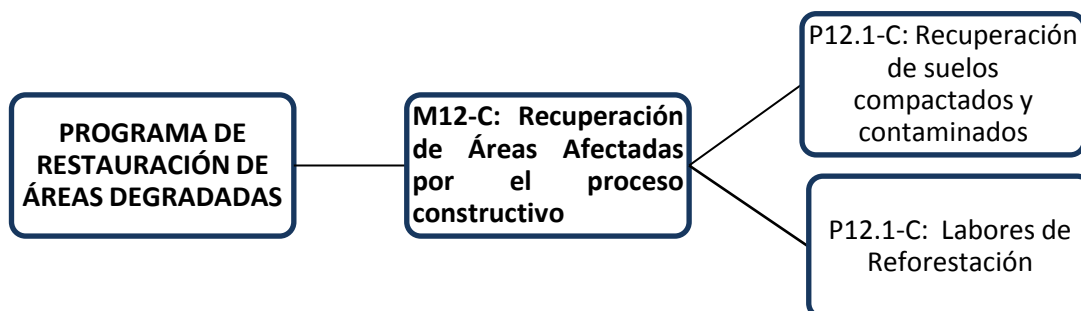 PROGRAMA DE
RESTAURACIÓN DE
ÁREAS DEGRADADAS
M12-C: Recuperación
de Áreas Afectadas
por el proceso
constructivo
P12.1-C: Recuperación
de suelos
compactados y
contaminados
P12.1-C: Labores de
Reforestación